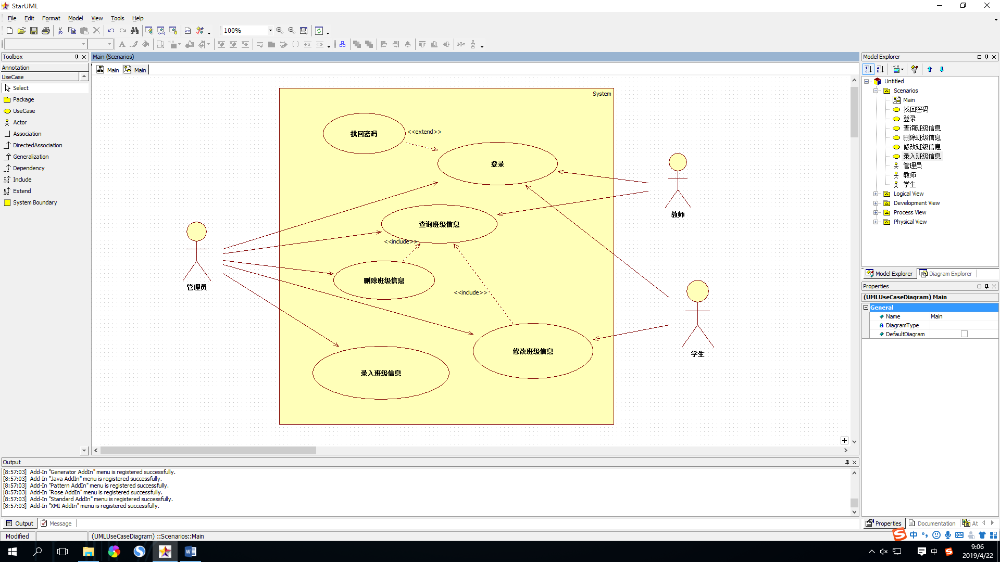 StarUML
File Edit Format Model View Tools Help
100%
Toolbox
Annotation
UseCase
Select
Package
UseCase
Actor
Association
DirectedAssociation
Generalization
Dependency
Include
Extend
System Boundary
Main (Scenarios)
Main Main
System
找回密码
<<extend>>
登录
查询班级信息
<<include>>
删除班级信息
<<include>>
修改班级信息
录入班级信息
管理员
教师
学生
Model Explorer
Untitled
Scenarios
Main
找回密码
登录
查询班级信息
删除班级信息
修改班级信息
录入班级信息
管理员
教师
学生
Logical View
Development View
Process View
Physical View
Model Explorer Diagram Explorer
Properties
(UMLUseCaseDiagram) Main
General
Name Main
DiagramType
DefaultDiagram
Properties Documentation At
Output
[8:57:03] Add-In "Generator AddIn" menu is registered successfully.
[8:57:03] Add-In "Java AddIn" menu is registered successfully.
[8:57:03] Add-In "Pattern AddIn" menu is registered successfully.
[8:57:03] Add-In "Rose AddIn" menu is registered successfully.
[8:57:03] Add-In "Standard AddIn" menu is registered successfully.
[8:57:03] Add-In "XMI AddIn" menu is registered successfully.
Output Message
Modified (UMLUseCaseDiagram) ::Scenarios::Main
中
中
9:06
2019/4/22